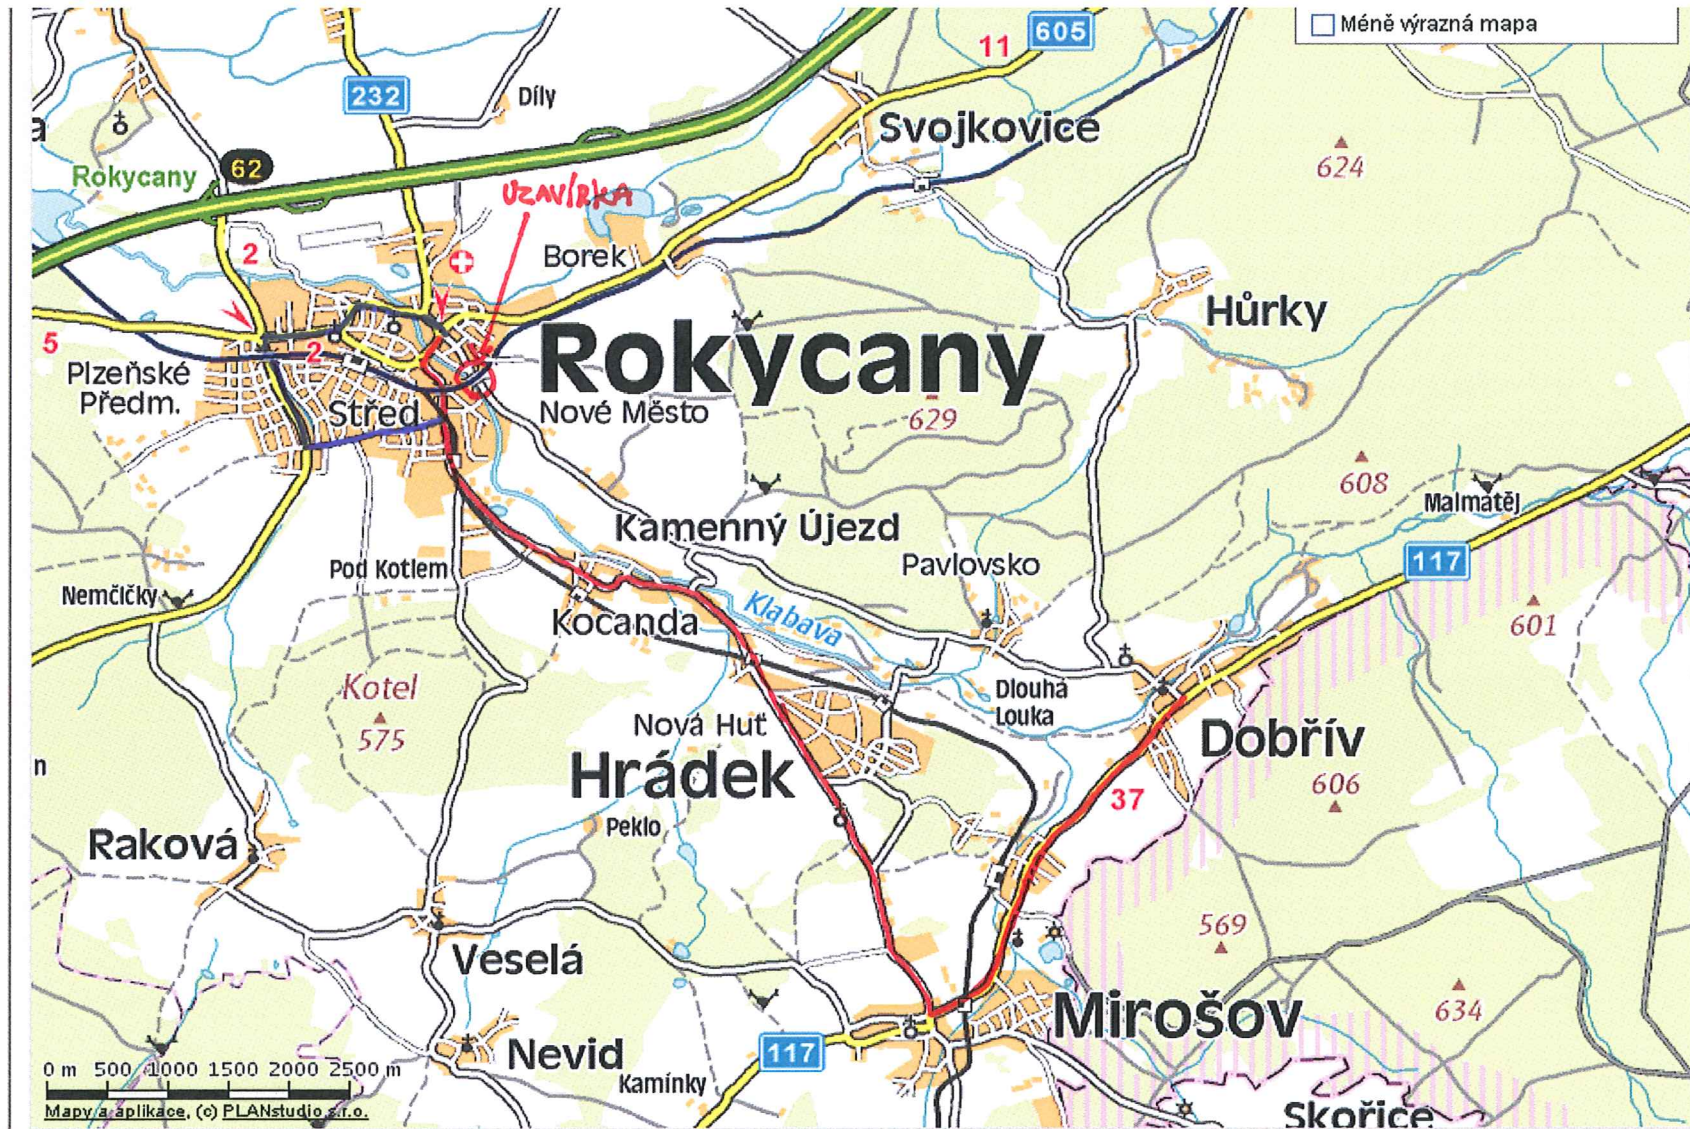 Méně výrazná mapa
605
11
232
Díly
Svojkovice
a
624
Rokycany
62
UZAVÍRKA
2
Borek
Hůrky
5
Rokycany
2
Plzeňské
Předm.
Střed
Nové Město
629
608
Malmatěj
Kamenný Újezd
117
Pod Kotlem
Pavlovsko
Nemčičky
Klabava
601
Kocanda
Kotel
575
Dlouhá
Louka
Nová Huť
Dobřív
Hrádek
n
606
37
Peklo
Raková
569
Veselá
634
Mirošov
117
Nevid
Kamínky
0 m 500 1000 1500 2000 2500 m
Mapy a aplikace, (c) PLANstudio s.r.o.
Skořice